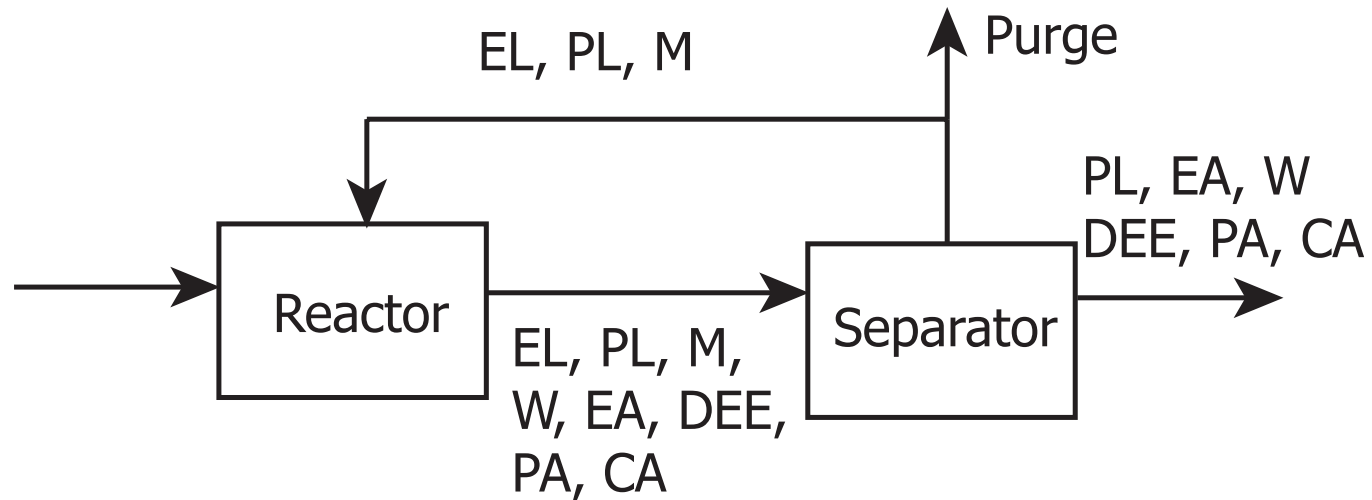 EL, PL, M
Purge
PL, EA, W
DEE, PA, CA
Reactor
Separator
EL, PL, M,
W, EA, DEE,
PA, CA